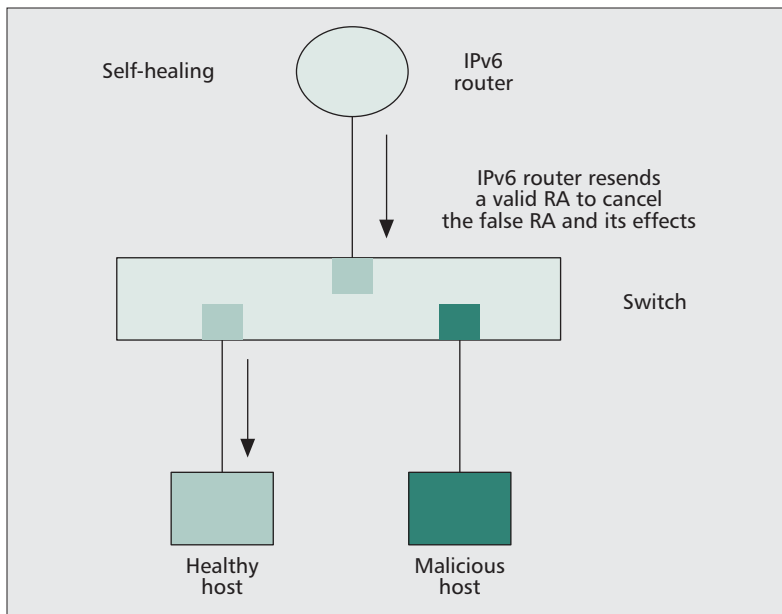 Self-healing
IPv6
router
IPv6 router resends
a valid RA to cancel
the false RA and its effects
Switch
Healthy
host
Malicious
host